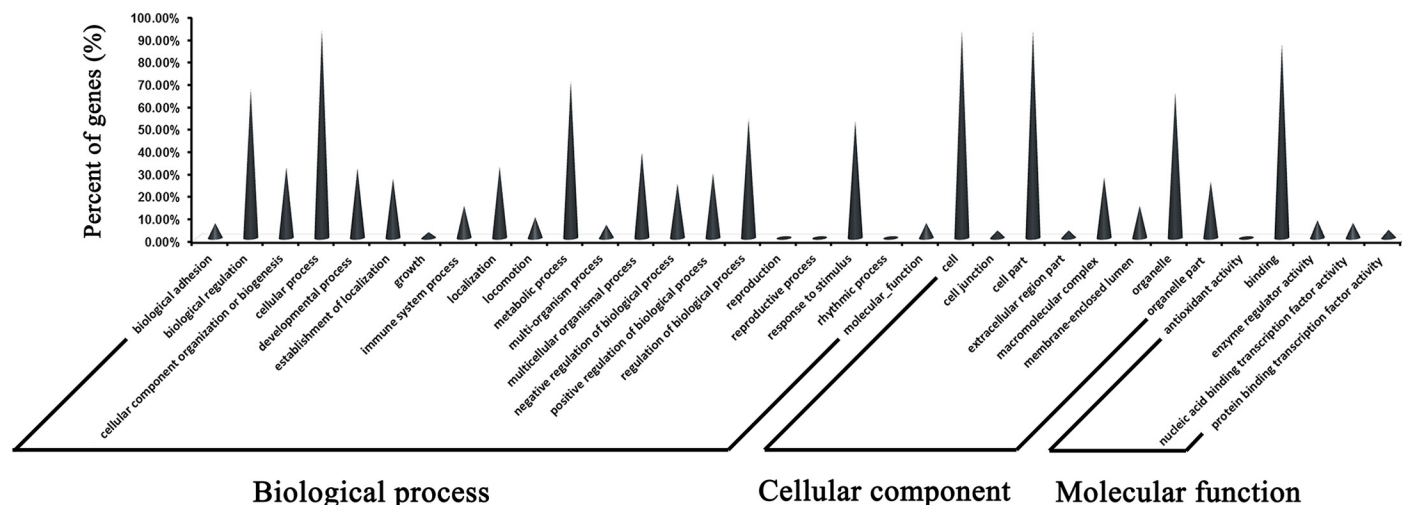 Percent of genes (%)
100.00%
90.00%
80.00%
70.00%
60.00%
50.00%
40.00%
30.00%
20.00%
10.00%
0.00%
biological adhesion
biological regulation
cellular component organization or biogenesis
cellular process
developmental process
establishment of localization
growth
immune system process
localization
locomotion
metabolic process
multi-organism process
multicellular organismal process
negative regulation of biological process
positive regulation of biological process
regulation of biological process
reproduction
reproductive process
response to stimulus
rhythmic process
molecular_function
cell
cell junction
cell part
extracellular region part
macromolecular complex
membrane-enclosed lumen
organelle
organelle part
antioxidant activity
binding
enzyme regulator activity
nucleic acid binding transcription factor activity
protein binding transcription factor activity
Biological process
Cellular component
Molecular function